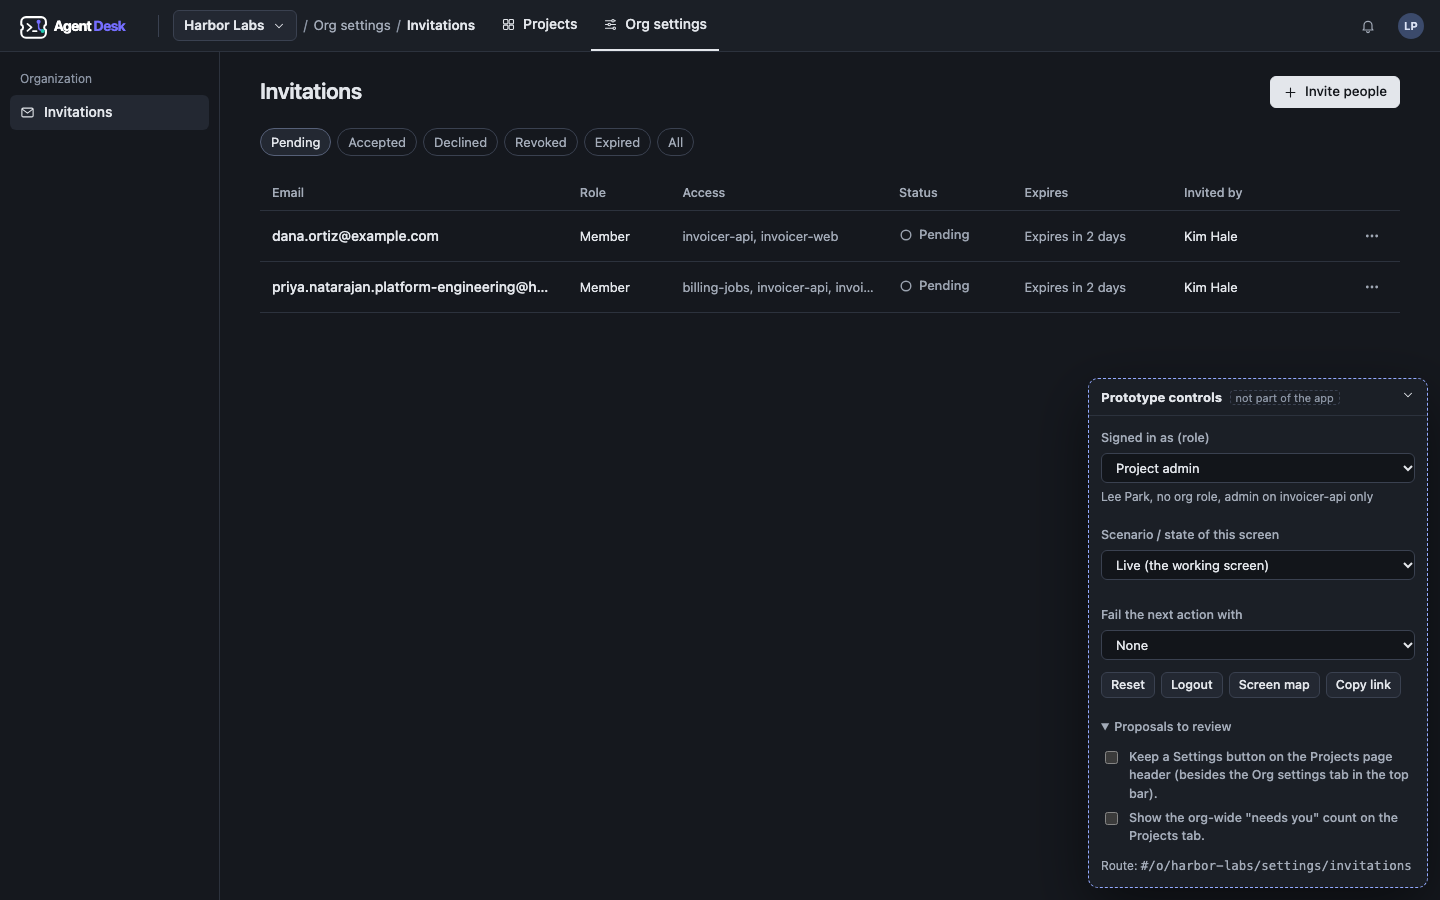 AgentDesk
Harbor Labs / Org settings / Invitations
Projects
Org settings
LP
Organization
Invitations
Invitations
+ Invite people
Pending Accepted Declined Revoked Expired All
Email Role Access Status Expires Invited by
dana.ortiz@example.com Member invoicer-api, invoicer-web Pending Expires in 2 days Kim Hale ···
priya.natarajan.platform-engineering@h... Member billing-jobs, invoicer-api, invoi... Pending Expires in 2 days Kim Hale ···
Prototype controls not part of the app
Signed in as (role)
Project admin
Lee Park, no org role, admin on invoicer-api only
Scenario / state of this screen
Live (the working screen)
Fail the next action with
None
Reset Logout Screen map Copy link
▼ Proposals to review
Keep a Settings button on the Projects page
header (besides the Org settings tab in the top
bar).
Show the org-wide "needs you" count on the
Projects tab.
Route: #/o/harbor-labs/settings/invitations